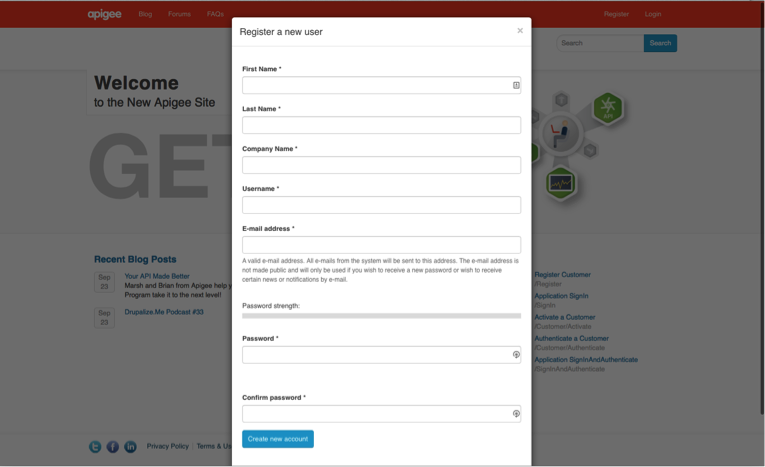 apigee Blog Forums FAQs Register Login
Register a new user ×
Search Search
Welcome
to the New Apigee Site
GET
API
First Name *
Last Name *
Company Name *
Username *
E-mail address *
A valid e-mail address. All e-mails from the system will be sent to this address. The e-mail address is
not made public and will only be used if you wish to receive a new password or wish to receive
certain news or notifications by e-mail.
Password strength:
Password *
Confirm password *
Create new account
Recent Blog Posts
Sep
23
Your API Made Better
Marsh and Brian from Apigee help y
Program take it to the next level!
Sep
23
Drupalize.Me Podcast #33
Register Customer
/Register
Application SignIn
/SignIn
Activate a Customer
/Customer/Activate
Authenticate a Customer
/Customer/Authenticate
Application SignInAndAuthenticate
/SignInAndAuthenticate
Privacy Policy | Terms & Us